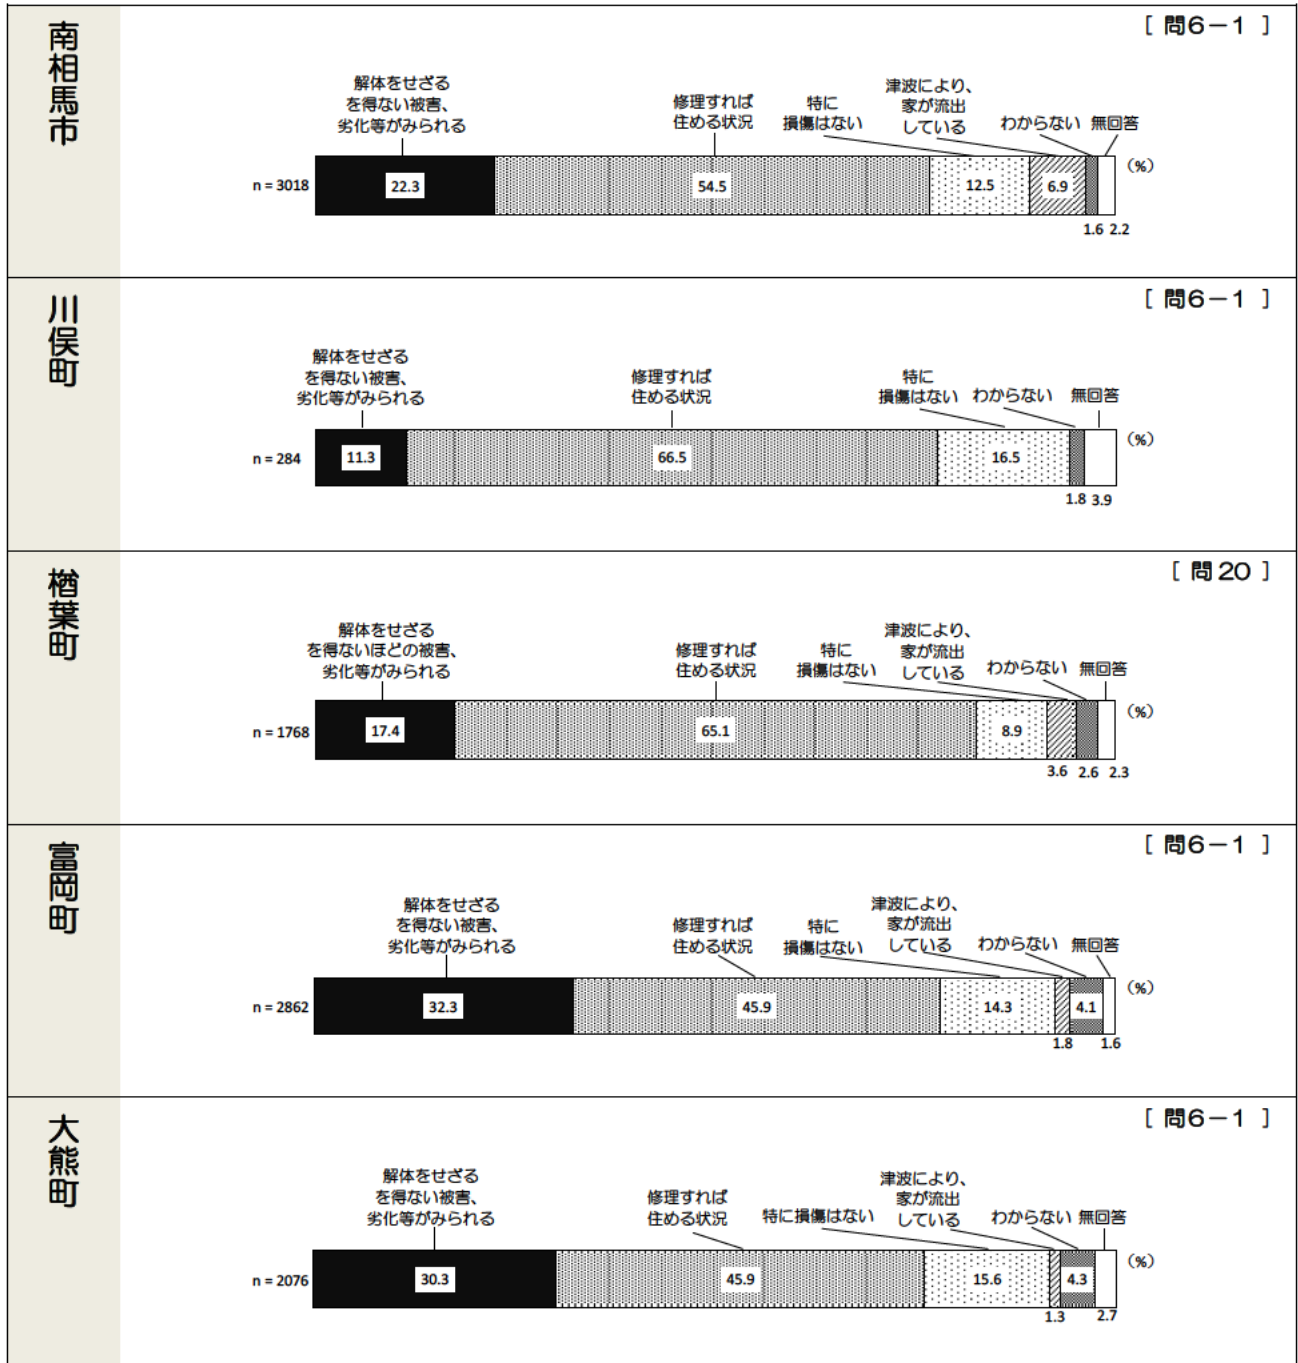 南相馬市
[ 問6－1 ]
解体をせざる
を得ない被害、
劣化等がみられる
修理すれば
住める状況
特に
損傷はない
津波により、
家が流出
している
わからない
無回答
n = 3018
22.3
54.5
12.5
6.9
1.6
2.2
(%)
川俣町
[ 問6－1 ]
解体をせざる
を得ない被害、
劣化等がみられる
修理すれば
住める状況
特に
損傷はない
わからない
無回答
n = 284
11.3
66.5
16.5
1.8
3.9
(%)
楢葉町
[ 問20 ]
解体をせざる
を得ないほどの被害、
劣化等がみられる
修理すれば
住める状況
特に
損傷はない
津波により、
家が流出
している
わからない
無回答
n = 1768
17.4
65.1
8.9
3.6
2.6
2.3
(%)
富岡町
[ 問6－1 ]
解体をせざる
を得ない被害、
劣化等がみられる
修理すれば
住める状況
特に
損傷はない
津波により、
家が流出
している
わからない
無回答
n = 2862
32.3
45.9
14.3
1.8
4.1
1.6
(%)
大熊町
[ 問6－1 ]
解体をせざる
を得ない被害、
劣化等がみられる
修理すれば
住める状況
特に損傷はない
津波により、
家が流出
している
わからない
無回答
n = 2076
30.3
45.9
15.6
1.3
4.3
2.7
(%)